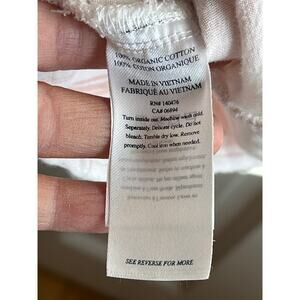 100% ORGANIC COTTON
100% COTON ORGANIQUE
MADE IN VIETNAM
FABRIQUÉ AU VIETNAM
RN# 140476
CA# 06894
Turn inside out. Machine wash cold.
Separately. Delicate cycle. Do not
bleach. Tumble dry low. Remove
promptly. Cool iron when needed.
SEE REVERSE FOR MORE